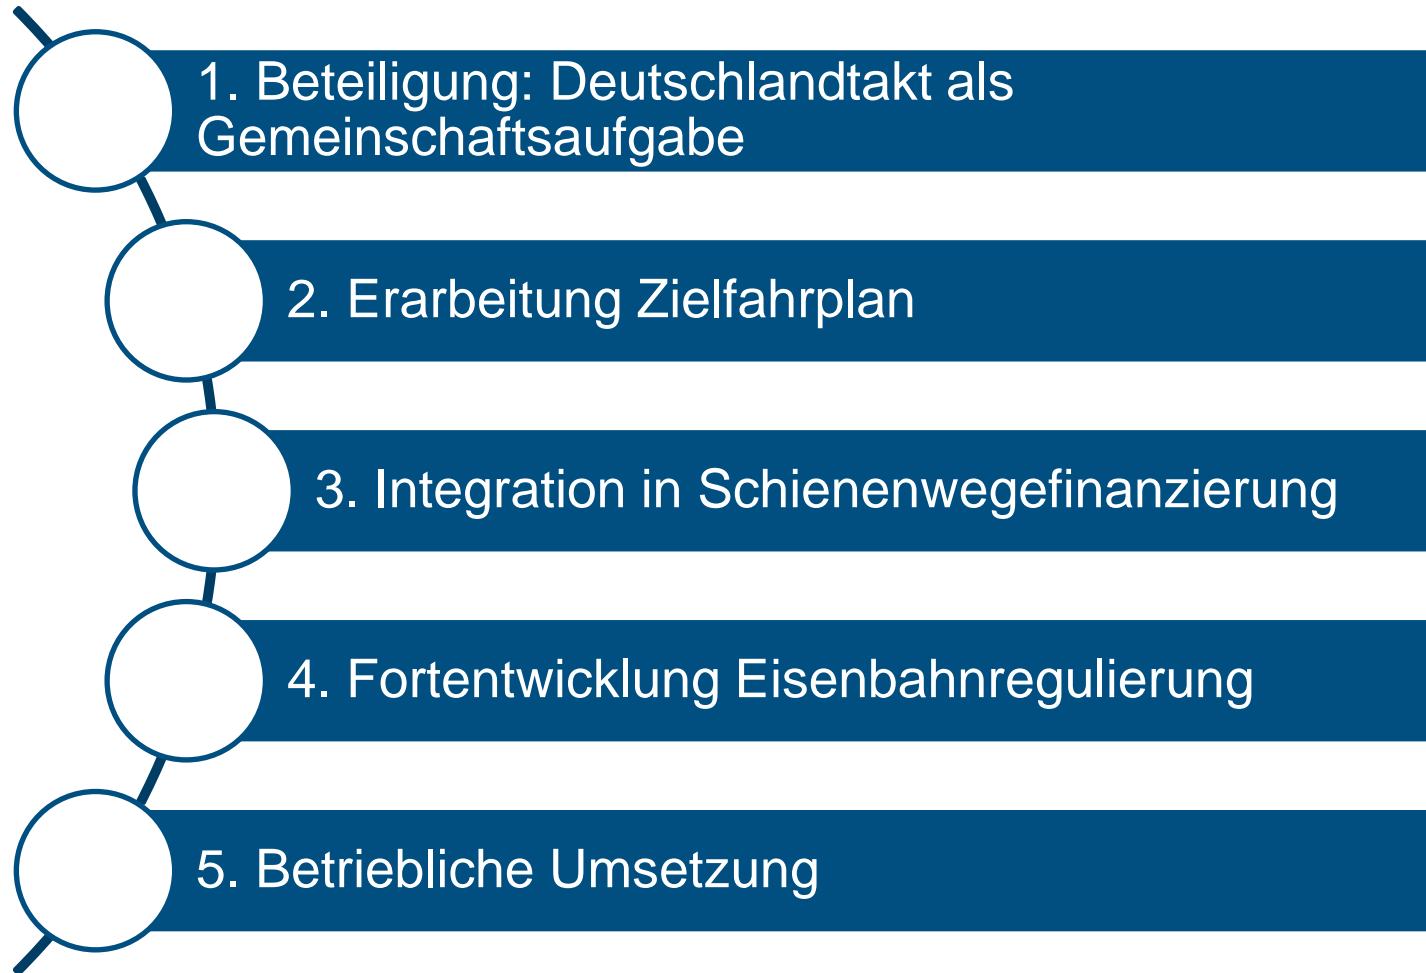 1. Beteiligung: Deutschlandtakt als
Gemeinschaftsaufgabe
2. Erarbeitung Zielfahrplan
3. Integration in Schienenwegefinanzierung
4. Fortentwicklung Eisenbahnregulierung
5. Betriebliche Umsetzung